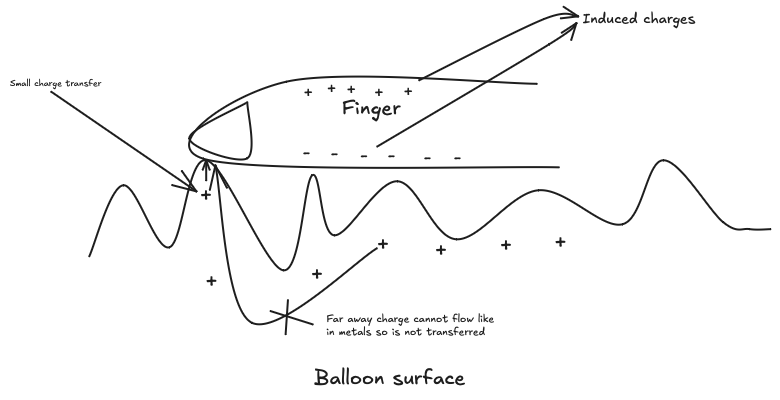 Induced charges
Small charge transfer
+ + + + +
Finger
- - - - - -
+
+ + + + + +
Far away charge cannot flow like
in metals so is not transferred
Balloon surface